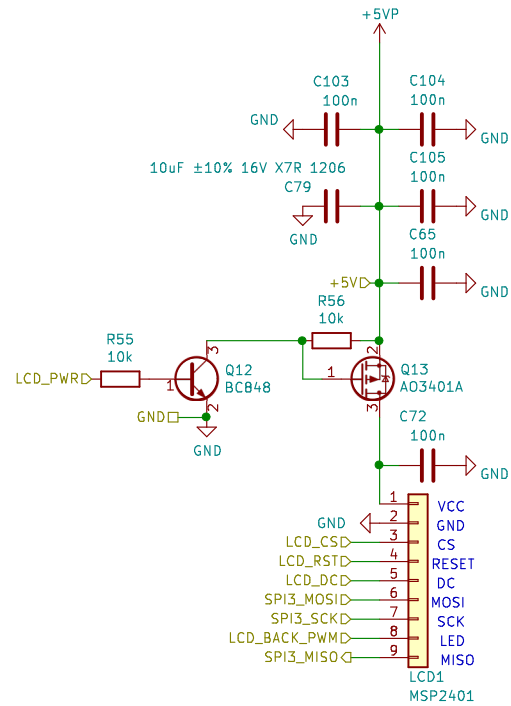 +5VP
C103
100n
C104
100n
GND
GND
10uF ±10% 16V X7R 1206
C79
C105
100n
GND
GND
C65
100n
+5V
GND
R56
10k
R55
10k
LCD_PWR
1
3
2
Q12
BC848
GND
GND
1
2
3
Q13
AO3401A
C72
100n
GND
1 VCC
GND 2 GND
LCD_CS 3 CS
LCD_RST 4 RESET
LCD_DC 5 DC
SPI3_MOSI 6 MOSI
SPI3_SCK 7 SCK
LCD_BACK_PWM 8 LED
SPI3_MISO 9 MISO
LCD1
MSP2401